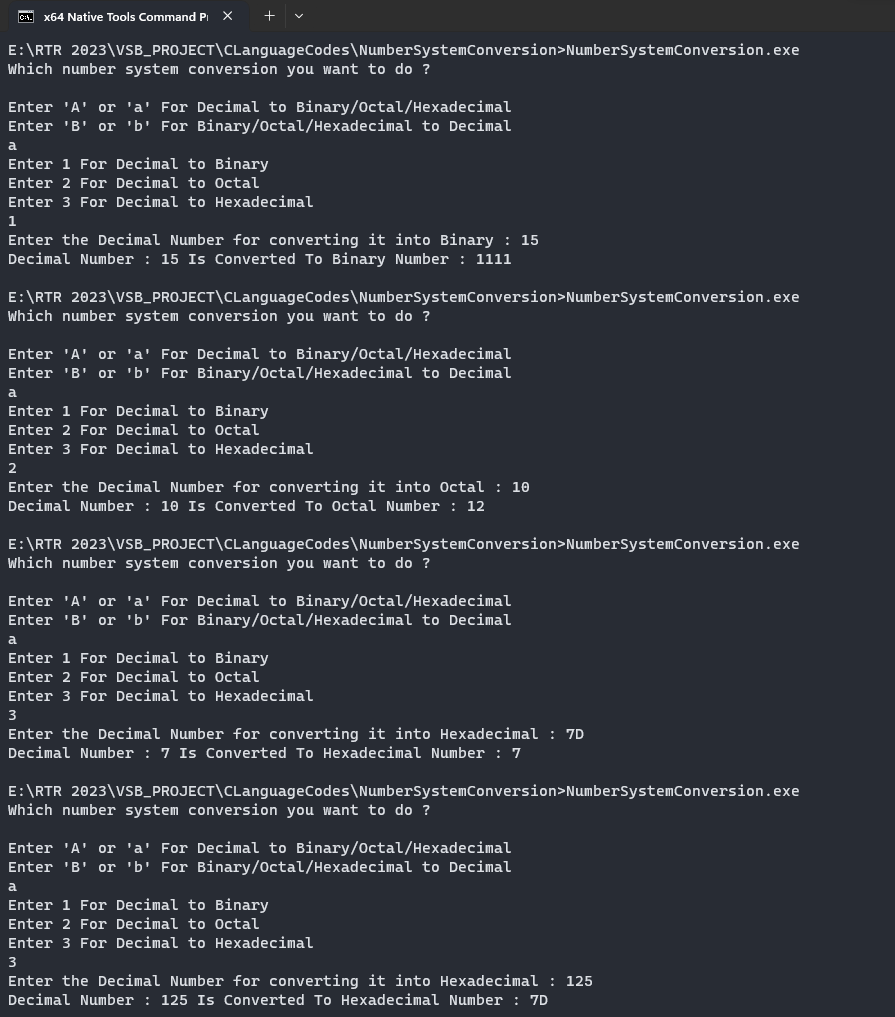 x64 Native Tools Command P
E:\RTR 2023\VSB_PROJECT\CLanguageCodes\NumberSystemConversion>NumberSystemConversion.exe
Which number system conversion you want to do ?
Enter 'A' or 'a' For Decimal to Binary/Octal/Hexadecimal
Enter 'B' or 'b' For Binary/Octal/Hexadecimal to Decimal
a
Enter 1 For Decimal to Binary
Enter 2 For Decimal to Octal
Enter 3 For Decimal to Hexadecimal
1
Enter the Decimal Number for converting it into Binary : 15
Decimal Number : 15 Is Converted To Binary Number : 1111
E:\RTR 2023\VSB_PROJECT\CLanguageCodes\NumberSystemConversion>NumberSystemConversion.exe
Which number system conversion you want to do ?
Enter 'A' or 'a' For Decimal to Binary/Octal/Hexadecimal
Enter 'B' or 'b' For Binary/Octal/Hexadecimal to Decimal
a
Enter 1 For Decimal to Binary
Enter 2 For Decimal to Octal
Enter 3 For Decimal to Hexadecimal
2
Enter the Decimal Number for converting it into Octal : 10
Decimal Number : 10 Is Converted To Octal Number : 12
E:\RTR 2023\VSB_PROJECT\CLanguageCodes\NumberSystemConversion>NumberSystemConversion.exe
Which number system conversion you want to do ?
Enter 'A' or 'a' For Decimal to Binary/Octal/Hexadecimal
Enter 'B' or 'b' For Binary/Octal/Hexadecimal to Decimal
a
Enter 1 For Decimal to Binary
Enter 2 For Decimal to Octal
Enter 3 For Decimal to Hexadecimal
3
Enter the Decimal Number for converting it into Hexadecimal : 7D
Decimal Number : 7 Is Converted To Hexadecimal Number : 7
E:\RTR 2023\VSB_PROJECT\CLanguageCodes\NumberSystemConversion>NumberSystemConversion.exe
Which number system conversion you want to do ?
Enter 'A' or 'a' For Decimal to Binary/Octal/Hexadecimal
Enter 'B' or 'b' For Binary/Octal/Hexadecimal to Decimal
a
Enter 1 For Decimal to Binary
Enter 2 For Decimal to Octal
Enter 3 For Decimal to Hexadecimal
3
Enter the Decimal Number for converting it into Hexadecimal : 125
Decimal Number : 125 Is Converted To Hexadecimal Number : 7D